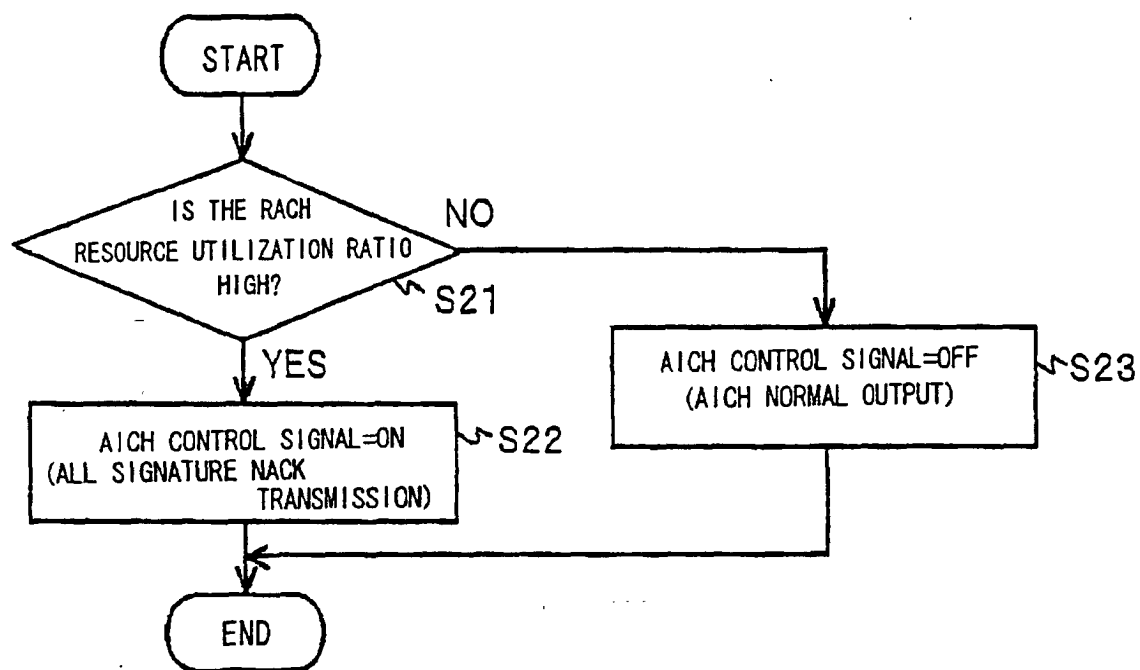 START
IS THE RACH
RESOURCE UTILIZATION RATIO
HIGH?
NO
S21
YES
AICH CONTROL SIGNAL=ON
(ALL SIGNATURE NACK
TRANSMISSION)
S22
AICH CONTROL SIGNAL=OFF
(AICH NORMAL OUTPUT)
S23
END